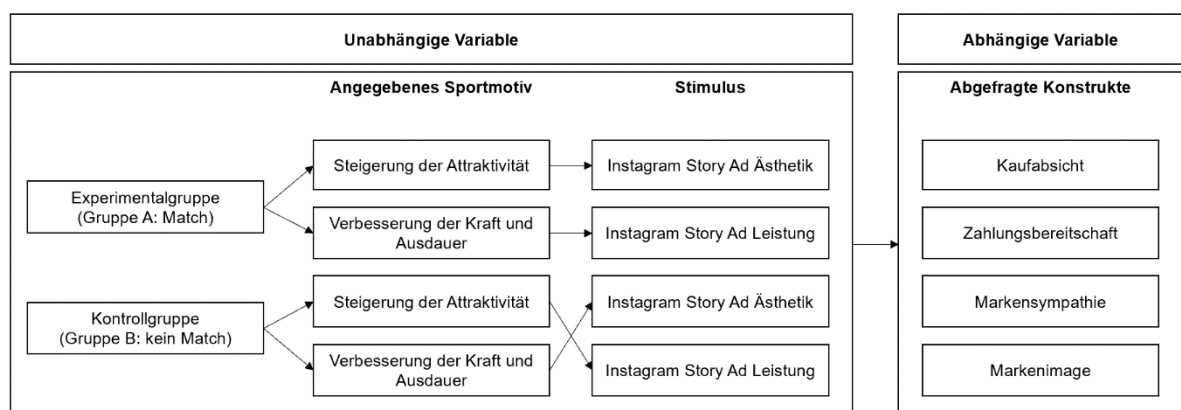 Unabhängige Variable
Abhängige Variable
Angegebenes Sportmotiv
Stimulus
Abgefragte Konstrukte
Experimentalgruppe
(Gruppe A: Match)
Steigerung der Attraktivität
Instagram Story Ad Ästhetik
Verbesserung der Kraft und
Ausdauer
Instagram Story Ad Leistung
Kontrollgruppe
(Gruppe B: kein Match)
Steigerung der Attraktivität
Instagram Story Ad Ästhetik
Verbesserung der Kraft und
Ausdauer
Instagram Story Ad Leistung
Kaufabsicht
Zahlungsbereitschaft
Markensympathie
Markenimage